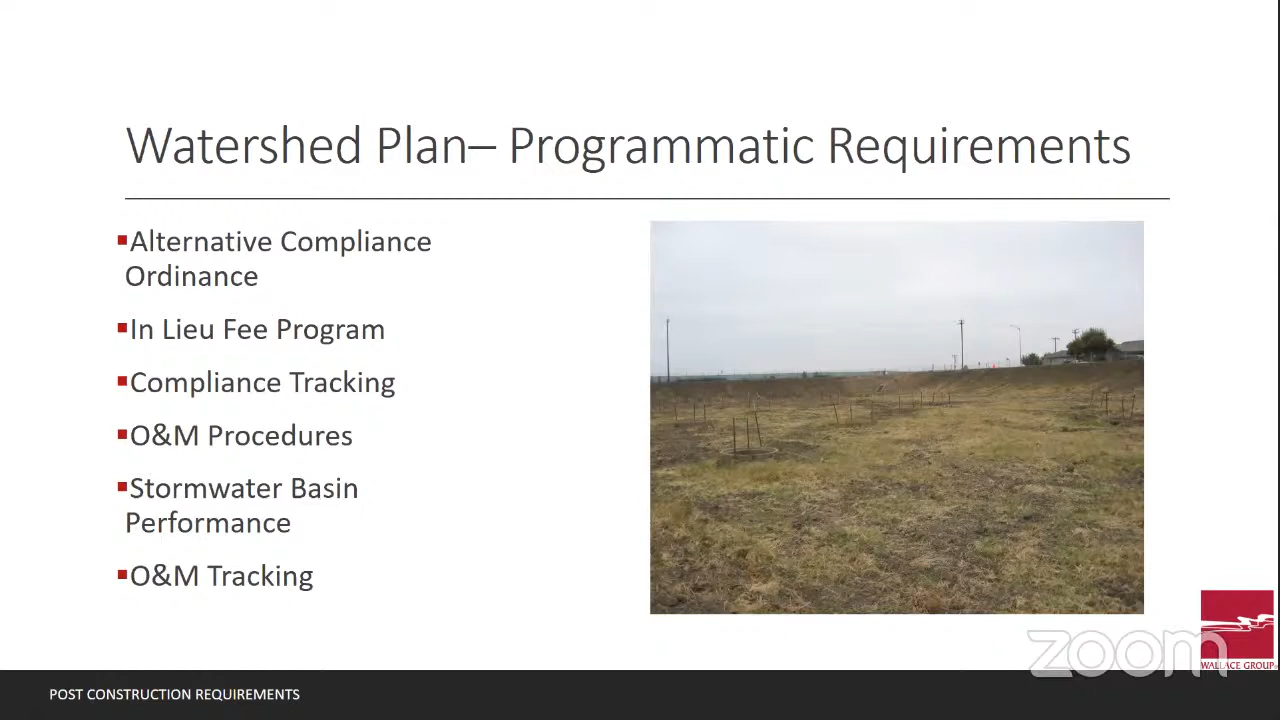 Watershed Plan– Programmatic Requirements
▪Alternative Compliance
Ordinance
▪In Lieu Fee Program
▪Compliance Tracking
▪O&M Procedures
▪Stormwater Basin
Performance
▪O&M Tracking
zoom
WALLACE GROUP®
POST CONSTRUCTION REQUIREMENTS